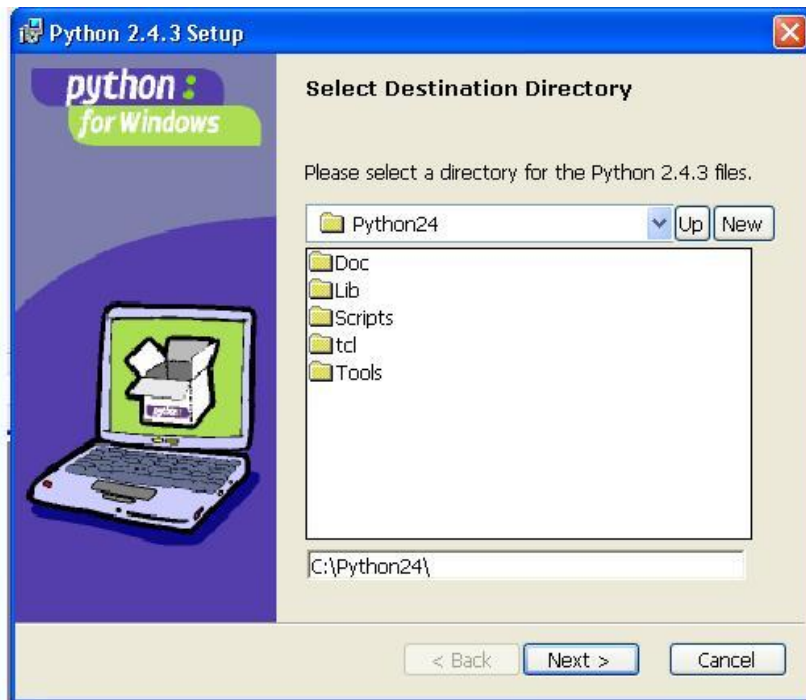 Python 2.4.3 Setup
python
for Windows
Select Destination Directory
Please select a directory for the Python 2.4.3 files.
Python24
Up
New
Doc
Lib
Scripts
tcl
Tools
C:\Python24\
< Back
Next >
Cancel